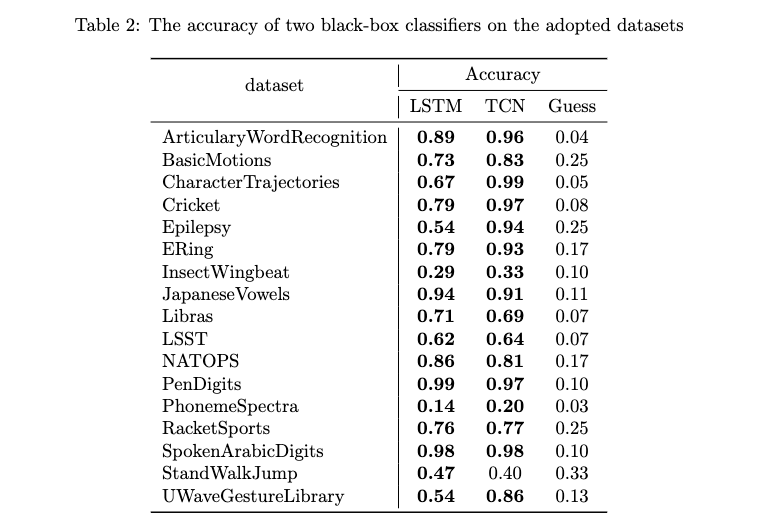 Table 2: The accuracy of two black-box classifiers on the adopted datasets
dataset Accuracy
LSTM TCN Guess
ArticularyWordRecognition 0.89 0.96 0.04
BasicMotions 0.73 0.83 0.25
CharacterTrajectories 0.67 0.99 0.05
Cricket 0.79 0.97 0.08
Epilepsy 0.54 0.94 0.25
ERing 0.79 0.93 0.17
InsectWingbeat 0.29 0.33 0.10
JapaneseVowels 0.94 0.91 0.11
Libras 0.71 0.69 0.07
LSST 0.62 0.64 0.07
NATOPS 0.86 0.81 0.17
PenDigits 0.99 0.97 0.10
PhonemeSpectra 0.14 0.20 0.03
RacketSports 0.76 0.77 0.25
SpokenArabicDigits 0.98 0.98 0.10
StandWalkJump 0.47 0.40 0.33
UWaveGestureLibrary 0.54 0.86 0.13